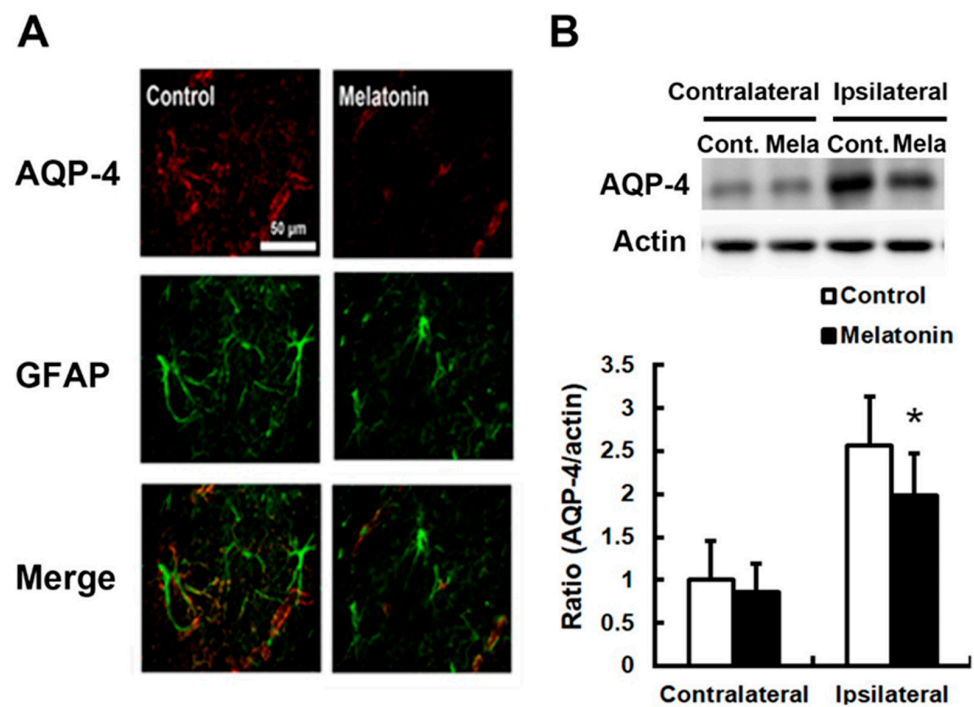 A
Control
Melatonin
AQP-4
50 µm
GFAP
Merge
B
Contralateral Ipsilateral
Cont. Mela Cont. Mela
AQP-4
Actin
Control
Melatonin
Ratio (AQP-4/actin)
3.5
3
2.5
2
1.5
1
0.5
0
*
Contralateral Ipsilateral